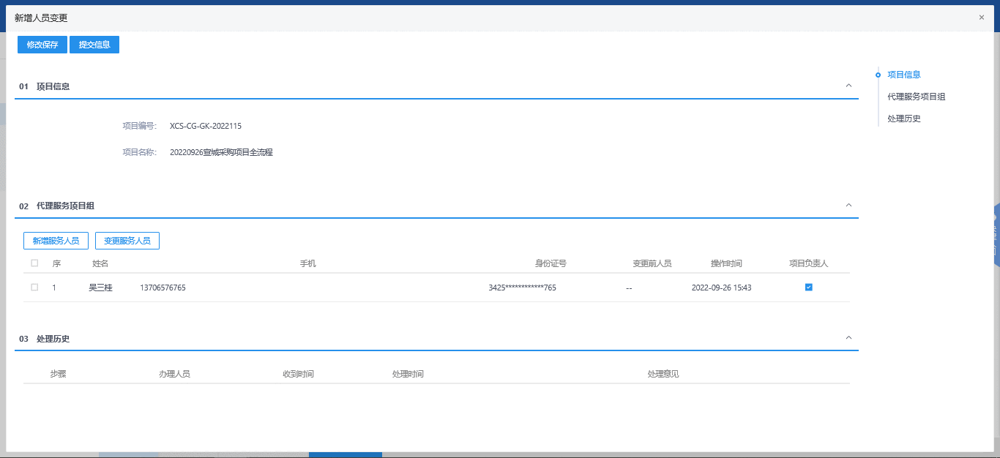 新增人员变更
修改保存 提交信息
项目信息
代理服务项目组
处理历史
01 项目信息
项目编号: XCS-CG-GK-2022115
项目名称: 20220926宣城采购项目全流程
02 代理服务项目组
新增服务人员 变更服务人员
序 姓名 手机 身份证号 变更前人员 操作时间 项目负责人
1 吴三桂 13706576765 3425************765 -- 2022-09-26 15:43
03 处理历史
步骤 办理人员 收到时间 处理时间 处理意见